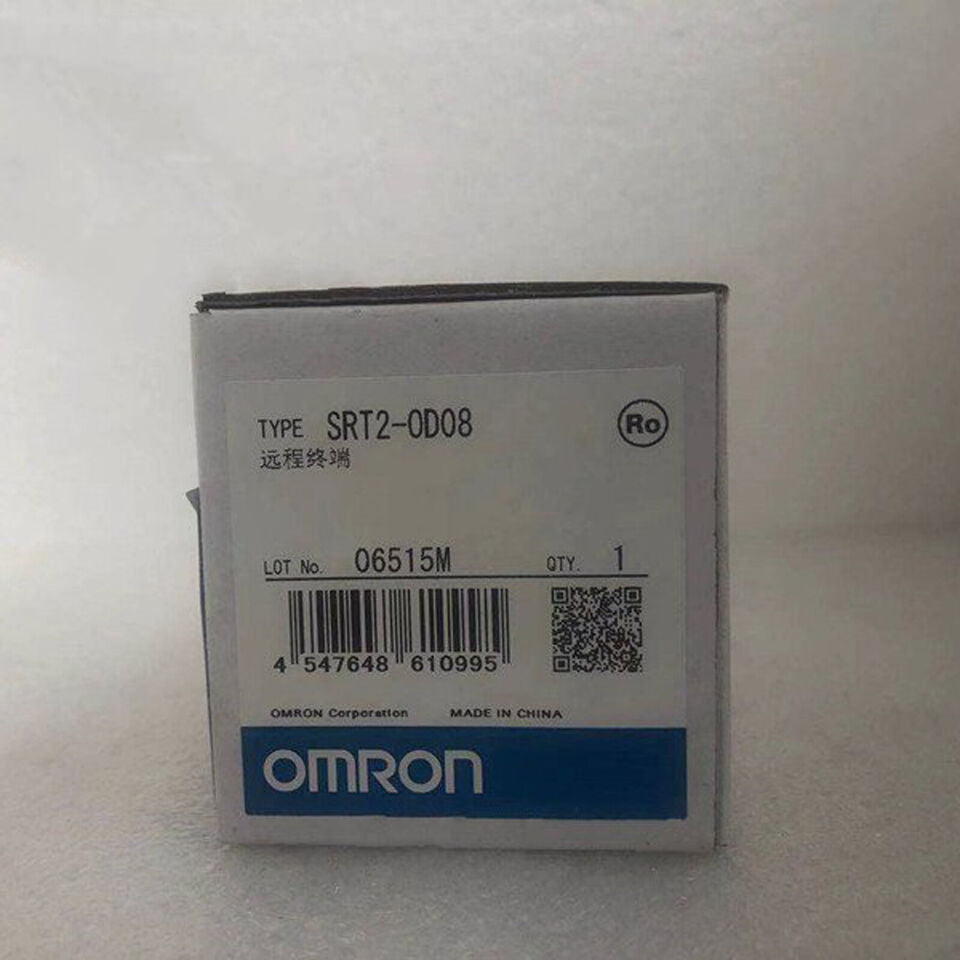 TYPE SRT2-OD08
Ro
远程终端
LOT No. 06515M QTY. 1
4 547648 610995
OMRON Corporation MADE IN CHINA
OMRON